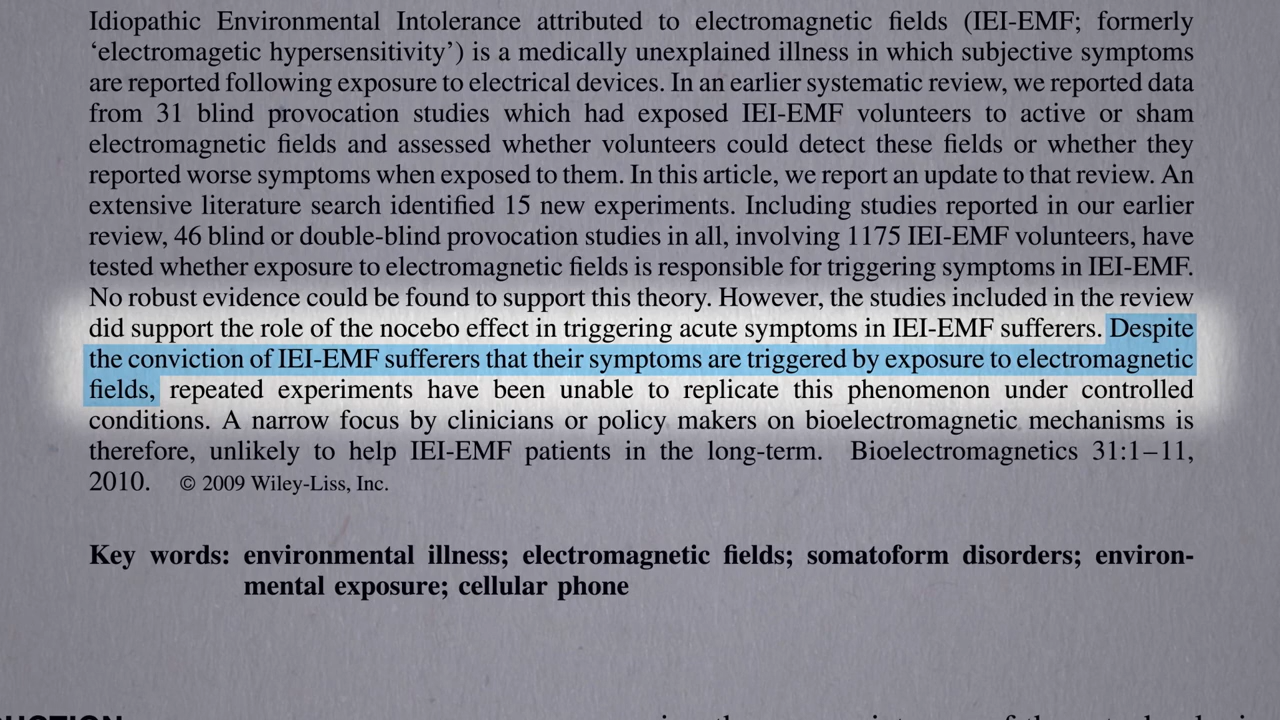 Idiopathic Environmental Intolerance attributed to electromagnetic fields (IEI-EMF; formerly
‘electromagetic hypersensitivity’) is a medically unexplained illness in which subjective symptoms
are reported following exposure to electrical devices. In an earlier systematic review, we reported data
from 31 blind provocation studies which had exposed IEI-EMF volunteers to active or sham
electromagnetic fields and assessed whether volunteers could detect these fields or whether they
reported worse symptoms when exposed to them. In this article, we report an update to that review. An
extensive literature search identified 15 new experiments. Including studies reported in our earlier
review, 46 blind or double-blind provocation studies in all, involving 1175 IEI-EMF volunteers, have
tested whether exposure to electromagnetic fields is responsible for triggering symptoms in IEI-EMF.
No robust evidence could be found to support this theory. However, the studies included in the review
did support the role of the nocebo effect in triggering acute symptoms in IEI-EMF sufferers. Despite
the conviction of IEI-EMF sufferers that their symptoms are triggered by exposure to electromagnetic
fields, repeated experiments have been unable to replicate this phenomenon under controlled
conditions. A narrow focus by clinicians or policy makers on bioelectromagnetic mechanisms is
therefore, unlikely to help IEI-EMF patients in the long-term. Bioelectromagnetics 31:1–11,
2010. © 2009 Wiley-Liss, Inc.
Key words: environmental illness; electromagnetic fields; somatoform disorders; environ-
mental exposure; cellular phone